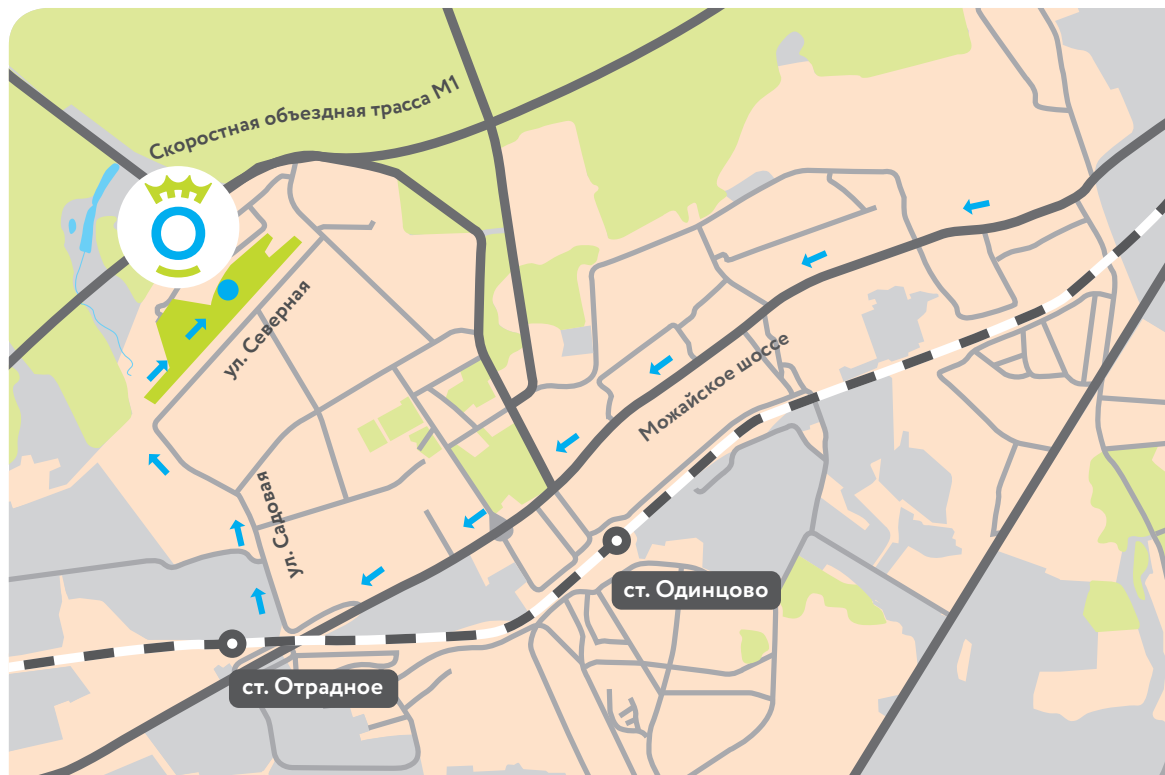 Скоростная объездная трасса М1
О
ул. Северная
Можайское шоссе
ул. Садовая
ст. Одинцово
ст. Отрадное